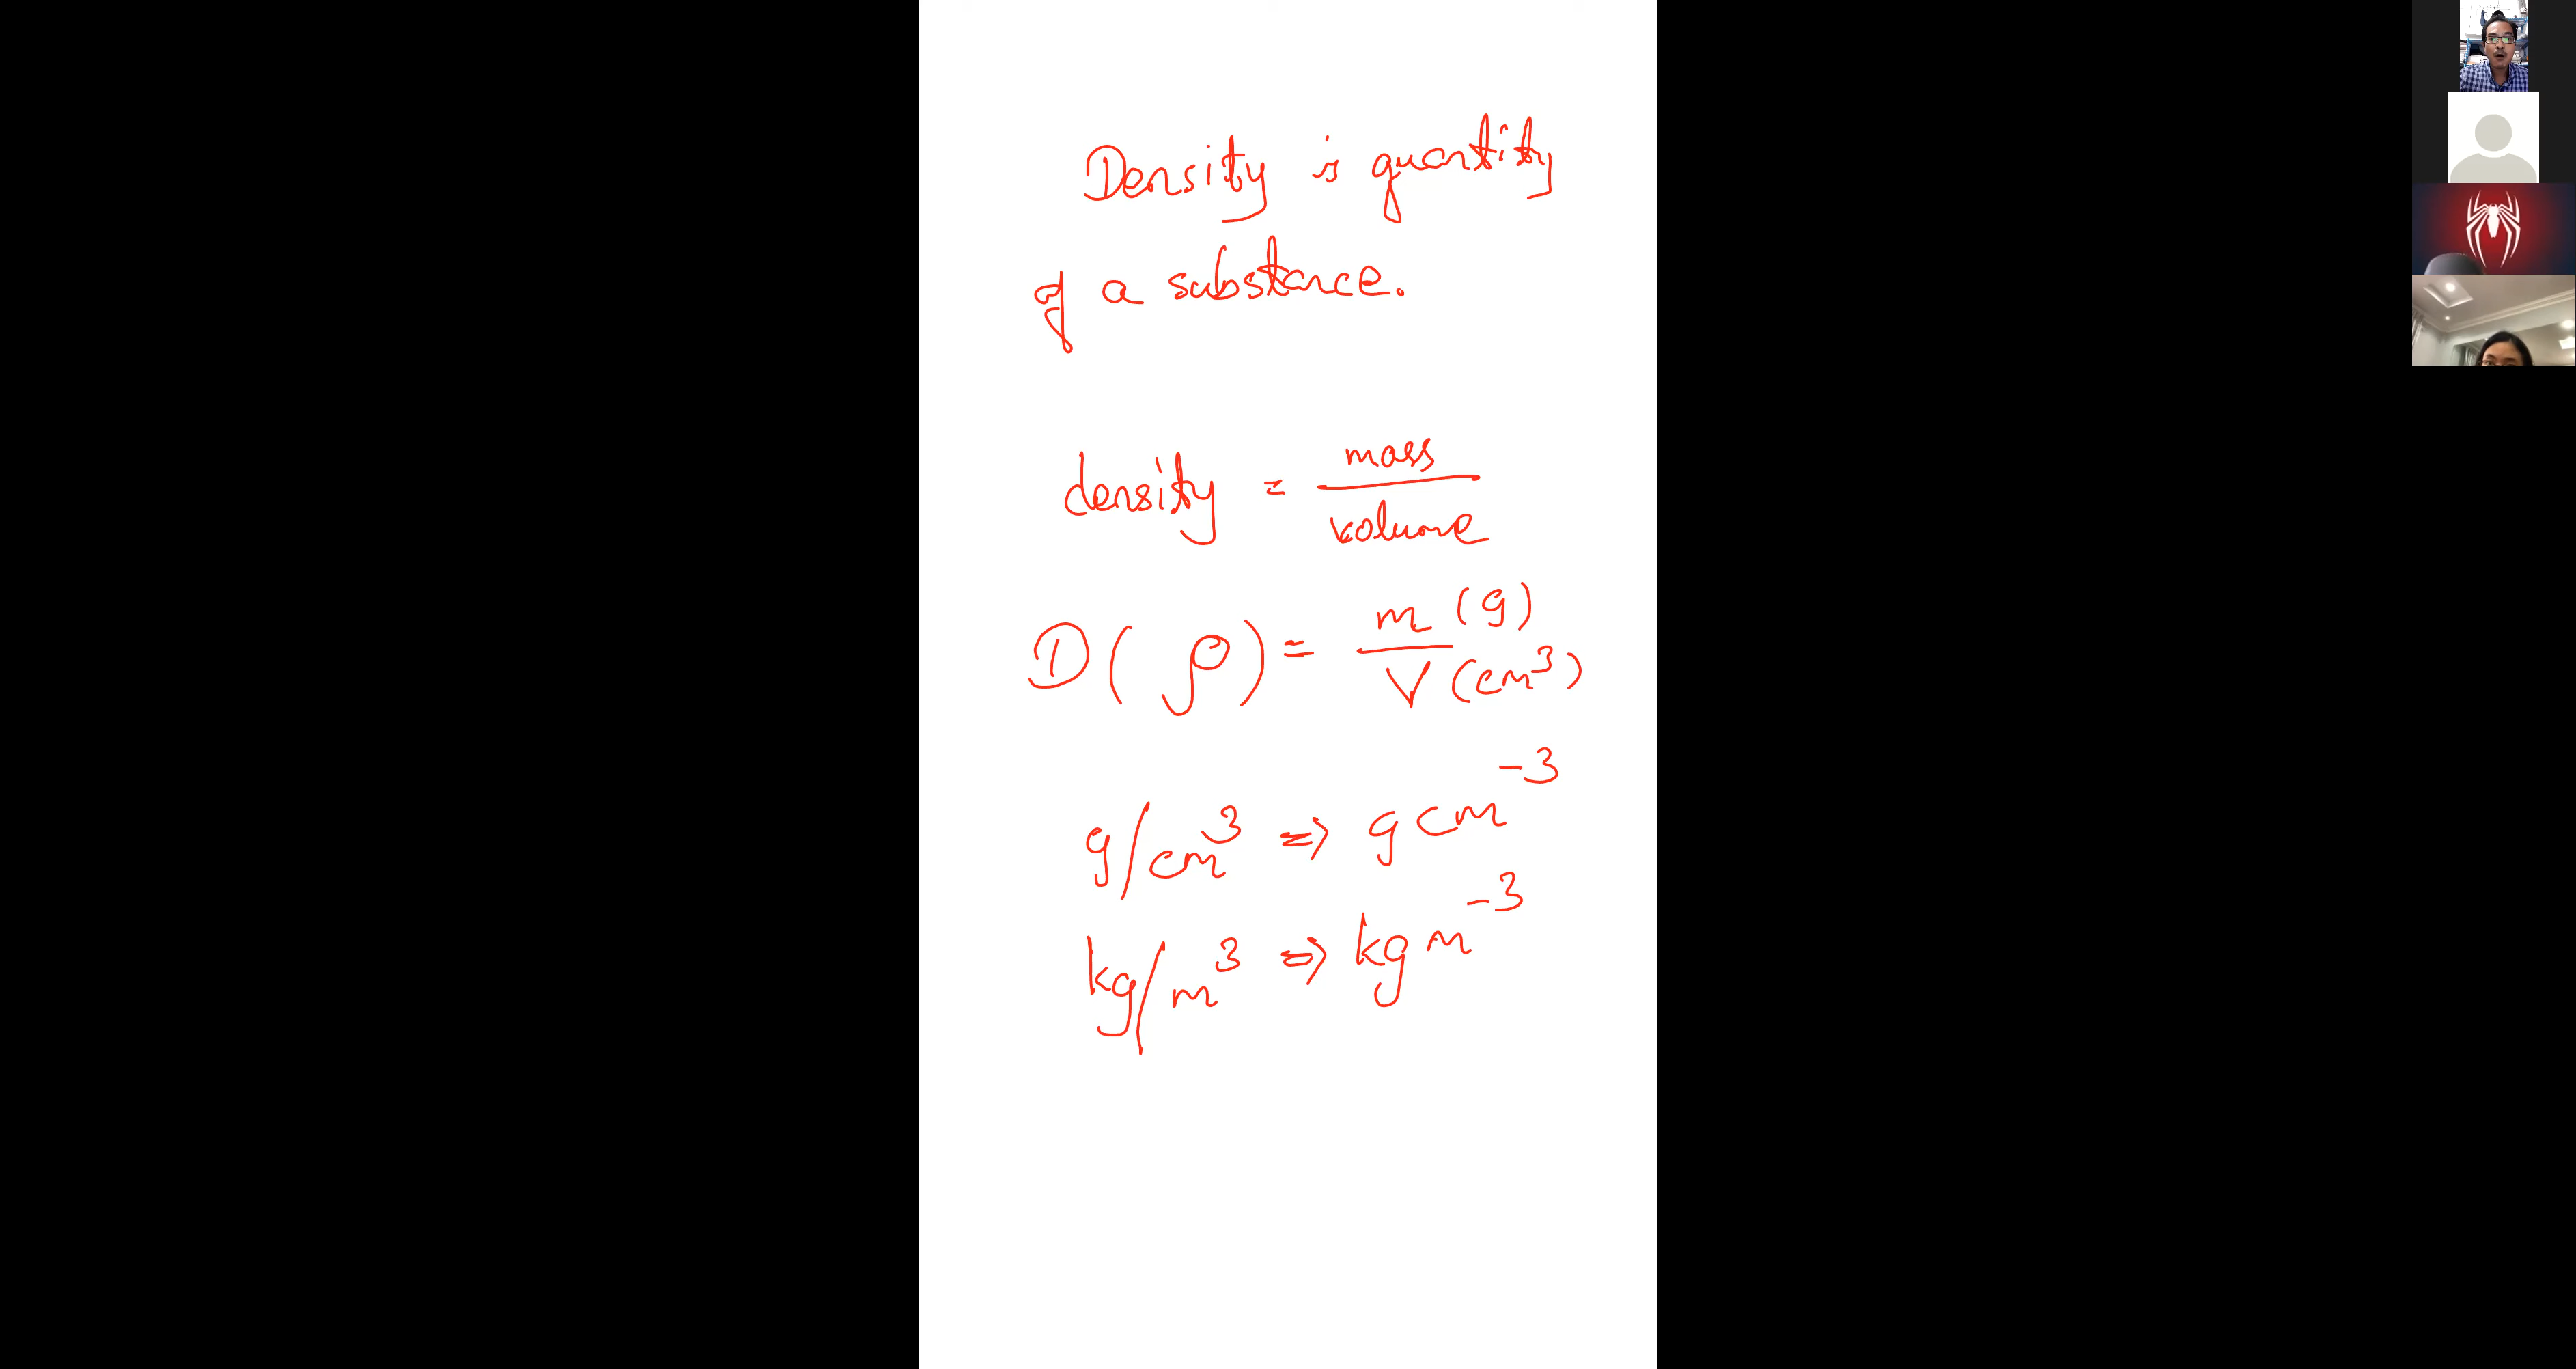 Density is quantity
of a substance.
density = mass / volume
D (ρ) = m (g) / V (cm³)
g/cm³ ⇒ g cm⁻³
kg/m³ ⇒ kg m⁻³